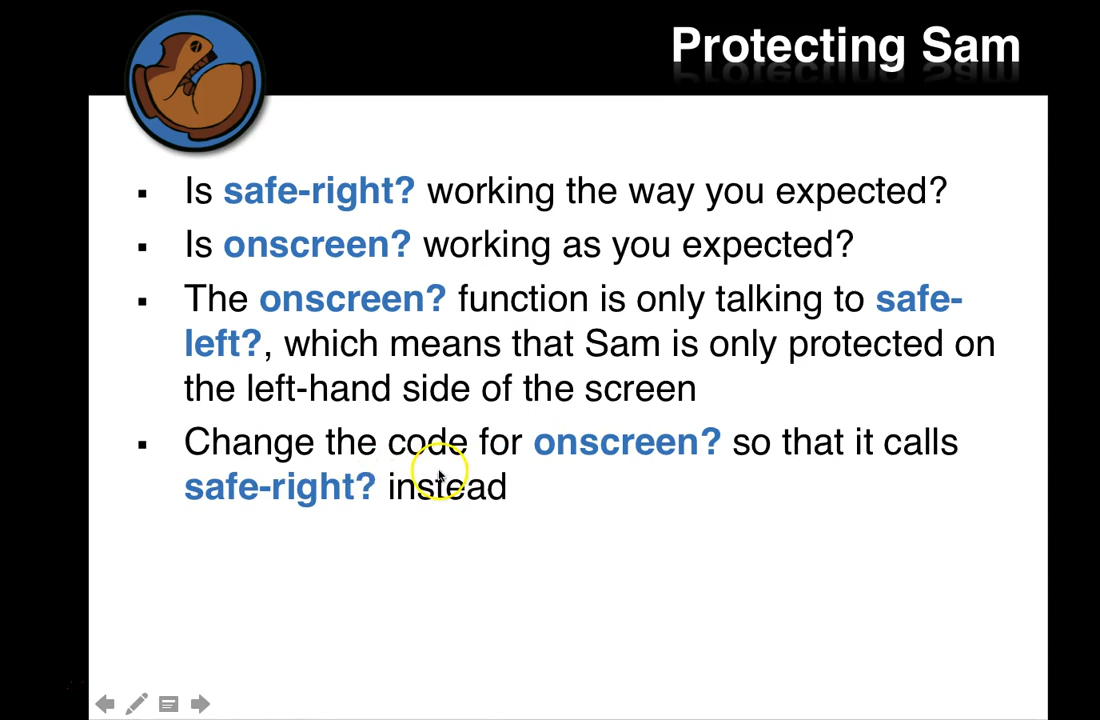 Protecting Sam
▪ Is safe-right? working the way you expected?
▪ Is onscreen? working as you expected?
▪ The onscreen? function is only talking to safe-
left?, which means that Sam is only protected on
the left-hand side of the screen
▪ Change the code for onscreen? so that it calls
safe-right? instead